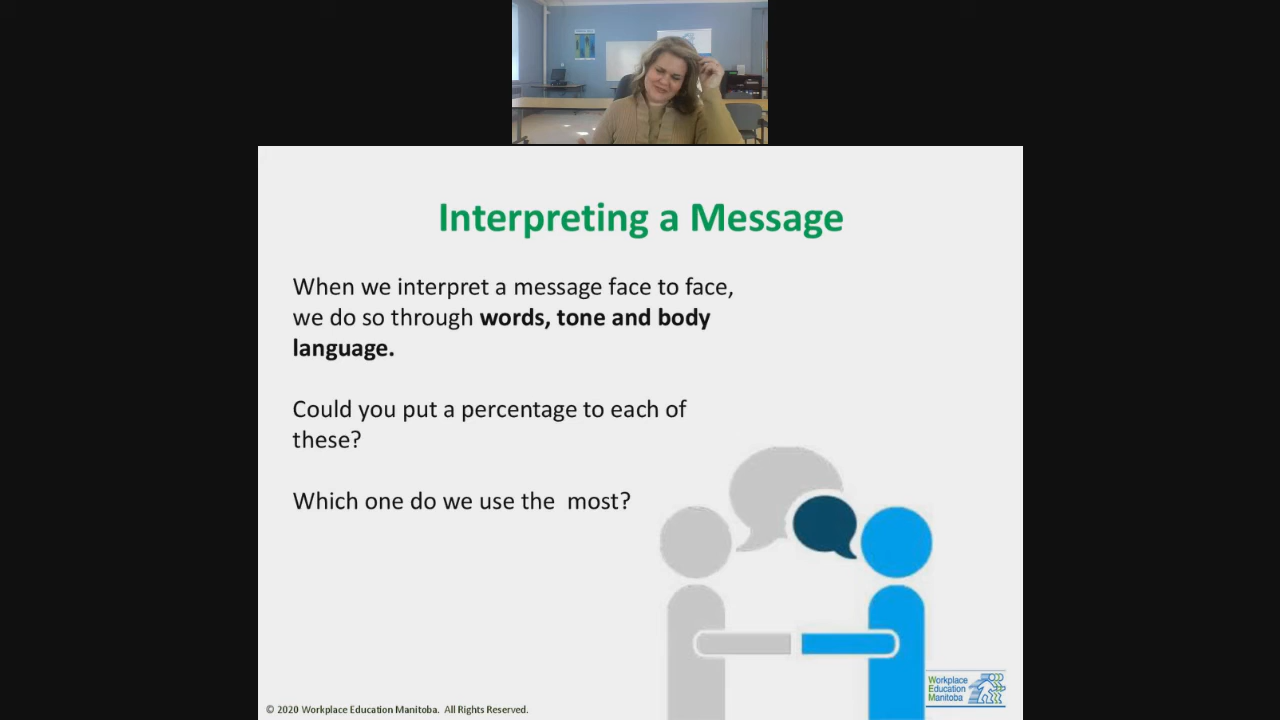 Interpreting a Message
When we interpret a message face to face,
we do so through words, tone and body
language.
Could you put a percentage to each of
these?
Which one do we use the  most?
Workplace
Education
Manitoba
© 2020 Workplace Education Manitoba.  All Rights Reserved.